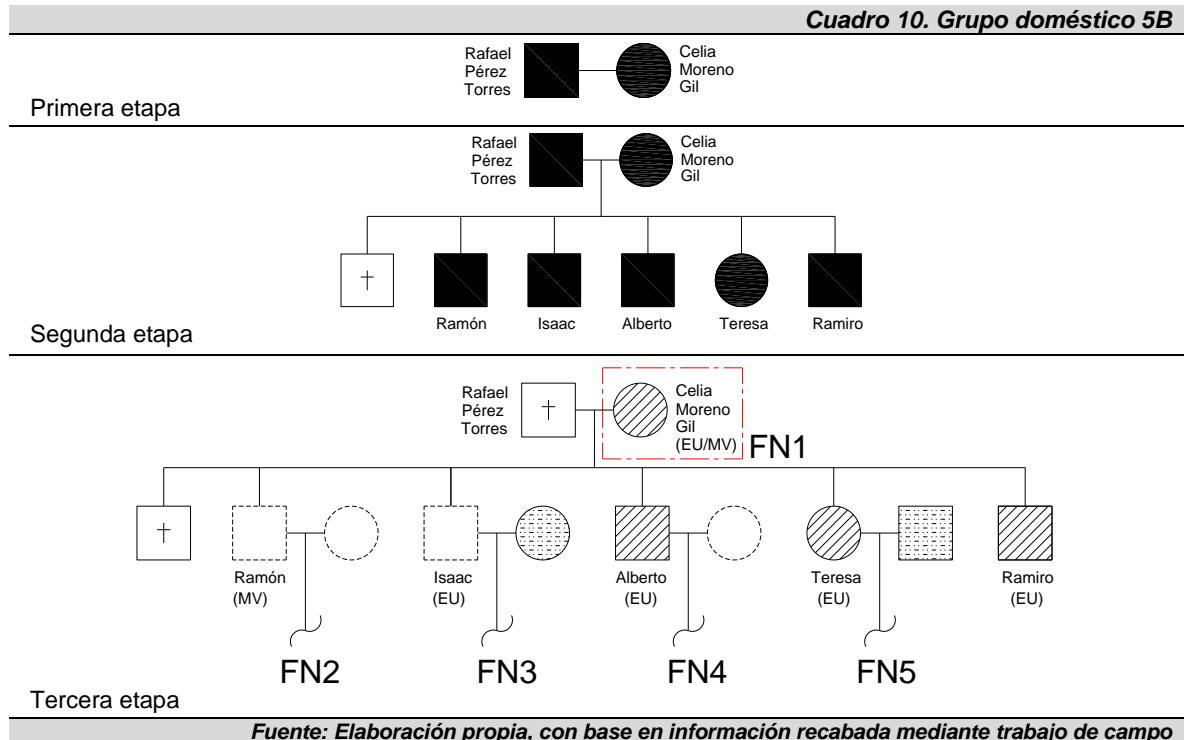 Cuadro 10. Grupo doméstico 5B
Rafael
Pérez
Torres
Celia
Moreno
Gil
Primera etapa
Rafael
Pérez
Torres
Celia
Moreno
Gil
Ramón
Isaac
Alberto
Teresa
Ramiro
Segunda etapa
Rafael
Pérez
Torres
Celia
Moreno
Gil
(EU/MV)
FN1
Ramón
(MV)
Isaac
(EU)
Alberto
(EU)
Teresa
(EU)
Ramiro
(EU)
FN2
FN3
FN4
FN5
Tercera etapa
Fuente: Elaboración propia, con base en información recabada mediante trabajo de campo